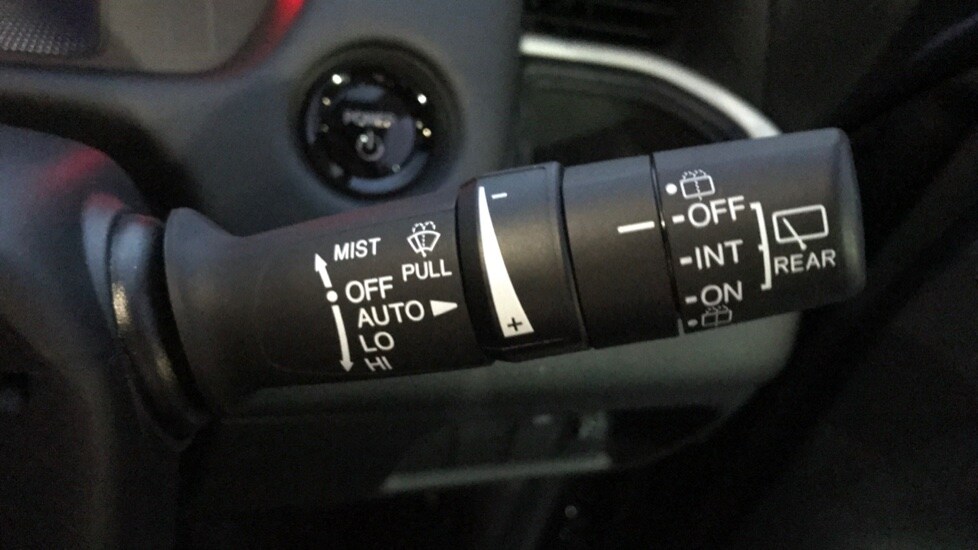 POWER
MIST
PULL
OFF
AUTO
LO
HI
-
+
-OFF
-INT
-ON
REAR